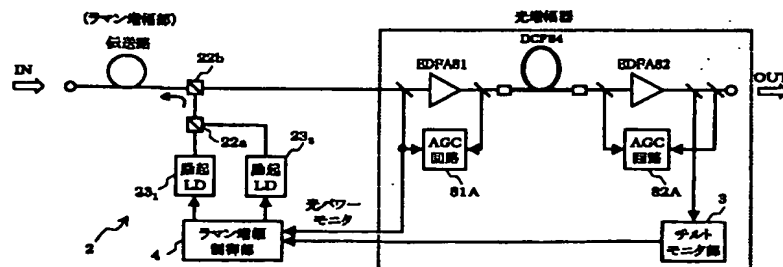 (ラマン増幅部)
伝送路
光増幅器
DCF84
IN
22b
EDFA81
EDFA82
OUT
22a
23₁
励起
LD
23₂
励起
LD
AGC
回路
81A
AGC
回路
82A
光パワー
モニタ
2
4
ラマン増幅
制御部
3
チルト
モニタ部